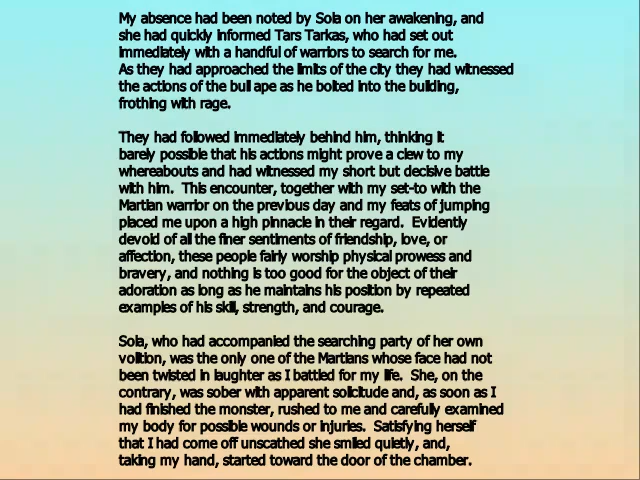 My absence had been noted by Sola on her awakening, and
she had quickly informed Tars Tarkas, who had set out
immediately with a handful of warriors to search for me.
As they had approached the limits of the city they had witnessed
the actions of the bull ape as he bolted into the building,
frothing with rage.

They had followed immediately behind him, thinking it
barely possible that his actions might prove a clew to my
whereabouts and had witnessed my short but decisive battle
with him.  This encounter, together with my set-to with the
Martian warrior on the previous day and my feats of jumping
placed me upon a high pinnacle in their regard.  Evidently
devoid of all the finer sentiments of friendship, love, or
affection, these people fairly worship physical prowess and
bravery, and nothing is too good for the object of their
adoration as long as he maintains his position by repeated
examples of his skill, strength, and courage.

Sola, who had accompanied the searching party of her own
volition, was the only one of the Martians whose face had not
been twisted in laughter as I battled for my life.  She, on the
contrary, was sober with apparent solicitude and, as soon as I
had finished the monster, rushed to me and carefully examined
my body for possible wounds or injuries.  Satisfying herself
that I had come off unscathed she smiled quietly, and,
taking my hand, started toward the door of the chamber.